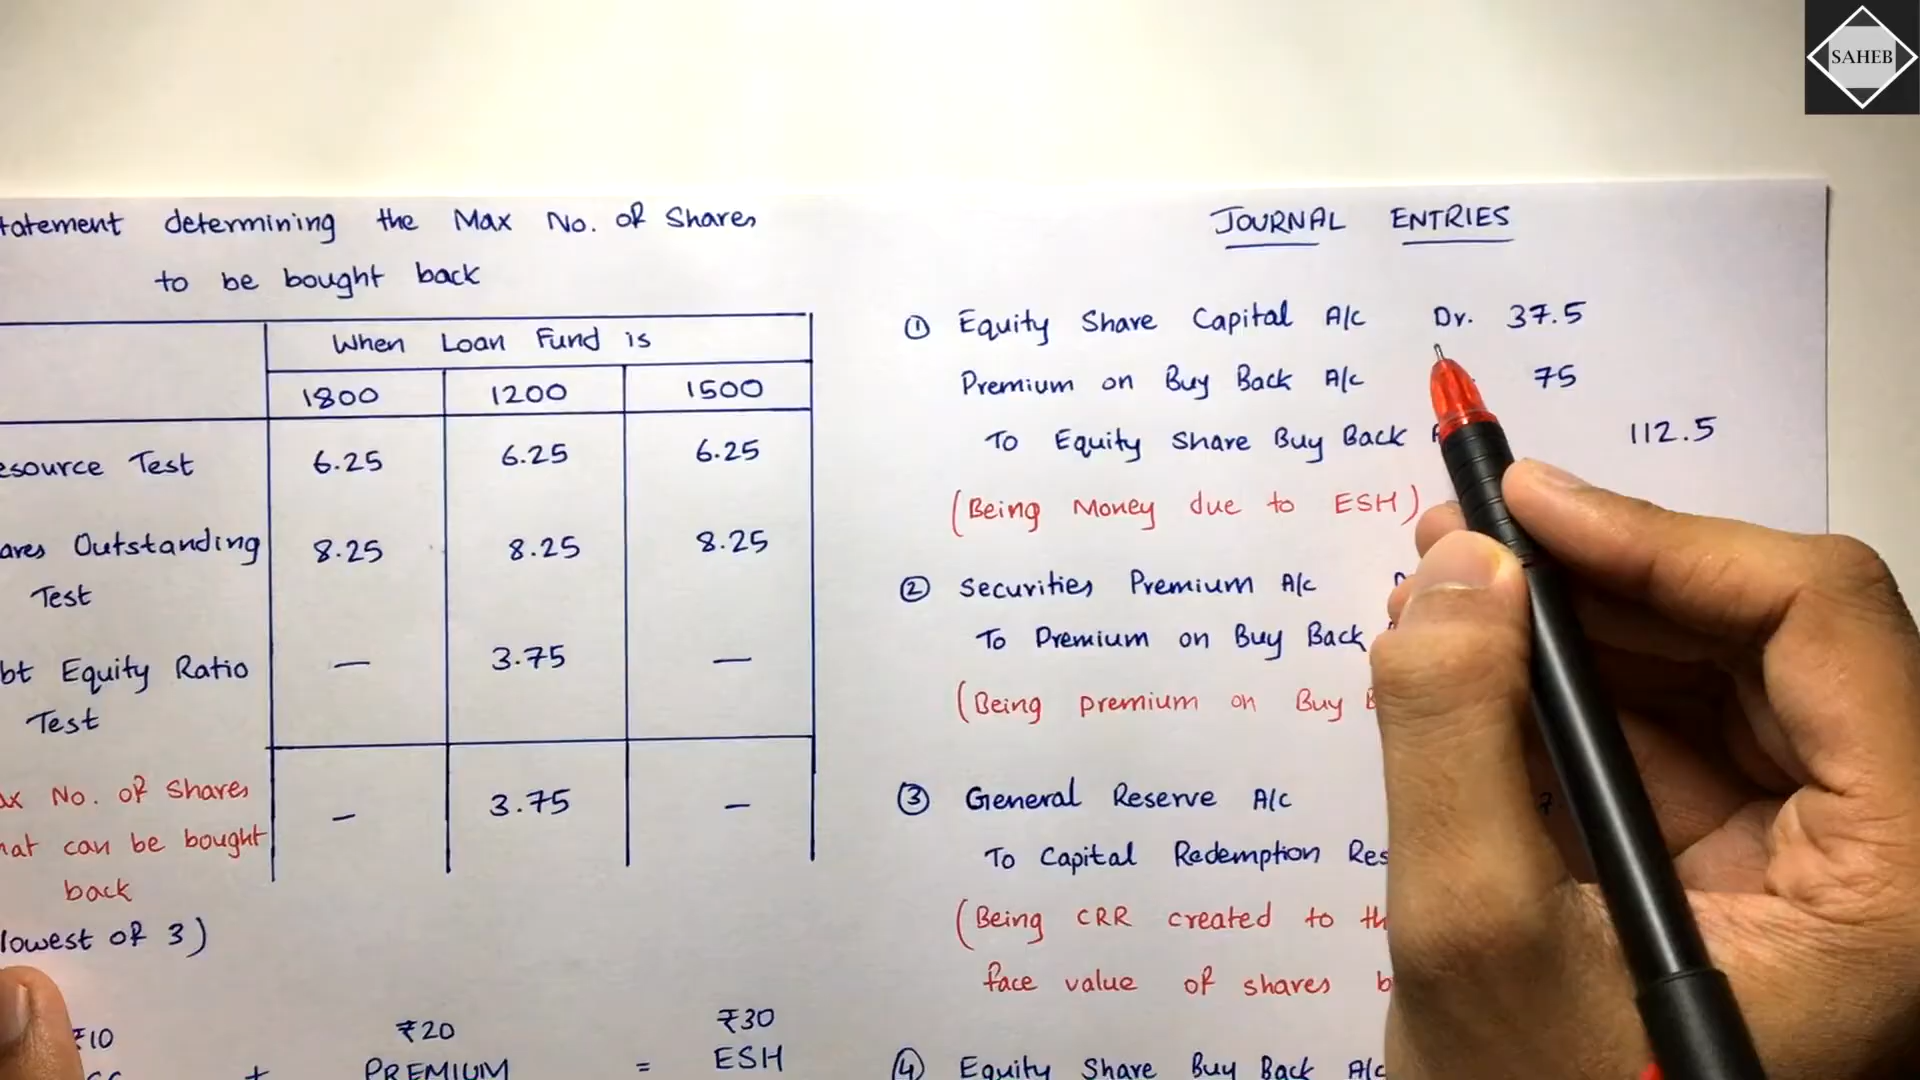 SAHEB
tatement determining the Max No. of Shares
to be bought back
When Loan Fund is
1800 1200 1500
esource Test 6.25 6.25 6.25
ares Outstanding 8.25 8.25 8.25
Test
bt Equity Ratio — 3.75 —
Test
ax No. of Shares
hat can be bought – 3.75 –
back
lowest of 3)
₹10 ₹20 ₹30
+ PREMIUM = ESH
JOURNAL ENTRIES
① Equity Share Capital A/c Dr. 37.5
Premium on Buy Back A/c 75
To Equity Share Buy Back 112.5
(Being Money due to ESH)
② Securities Premium A/c
To Premium on Buy Back
(Being premium on Buy B
③ General Reserve A/c
To Capital Redemption Res
(Being CRR created to th
face value of shares b
④ Equity Share Buy Back A/c